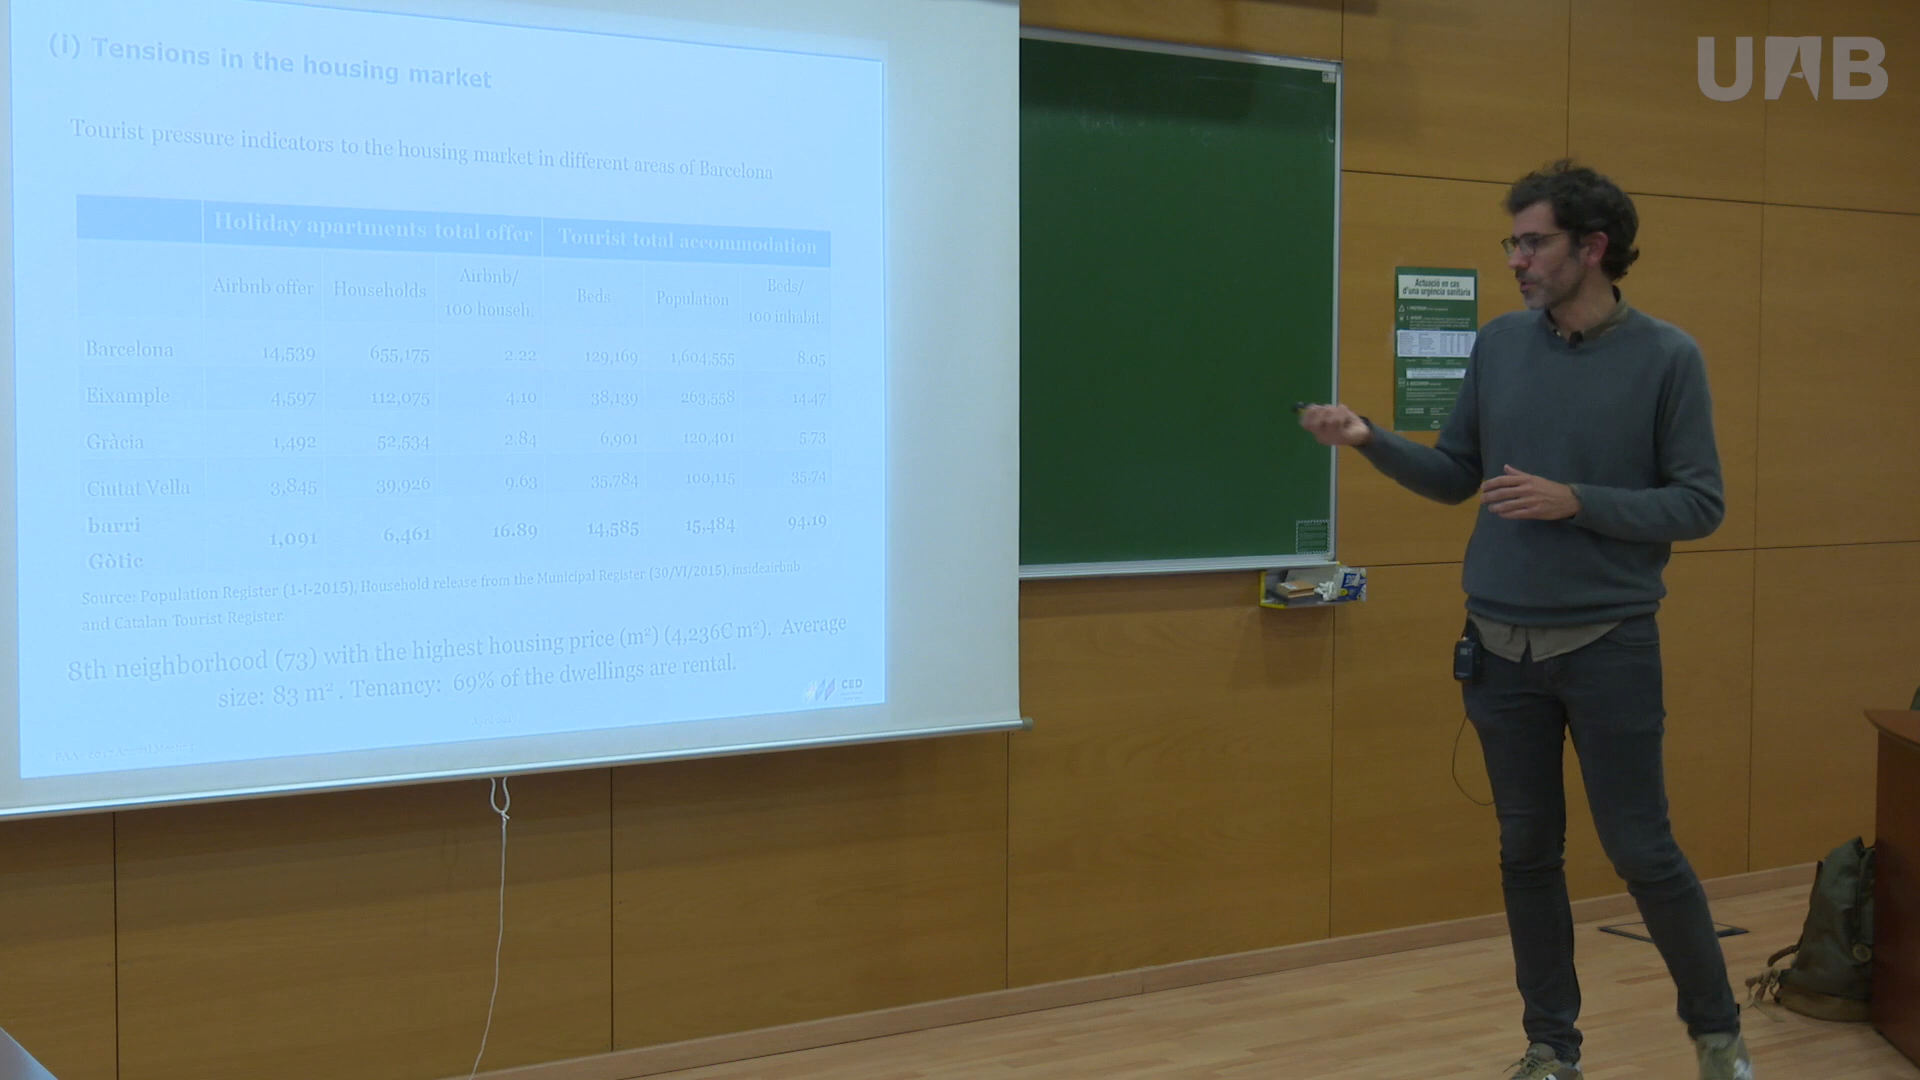 (i) Tensions in the housing market
Tourist pressure indicators to the housing market in different areas of Barcelona
Holiday apartments total offer Tourist total accommodation
Airbnb offer Households Airbnb/ 100 househ. Beds Population Beds/ 100 inhabit.
Barcelona 14,539 655,175 2.22 129,169 1,604,555 8.05
Eixample 4,597 112,075 4.10 38,139 263,558 14.47
Gràcia 1,492 52,534 2.84 6,901 120,401 5.73
Ciutat Vella 3,845 39,926 9.63 35,784 100,115 35.74
barri Gòtic 1,091 6,461 16.89 14,585 15,484 94.19
Source: Population Register (1-I-2015), Household release from the Municipal Register (30/VI/2015), insideairbnb
and Catalan Tourist Register.
8th neighborhood (73) with the highest housing price (m²) (4,236€ m²). Average
size: 83 m² . Tenancy: 69% of the dwellings are rental.
CED
PAA 2017 Annual Meeting
UAB
Actuació en cas
d'una urgència sanitària